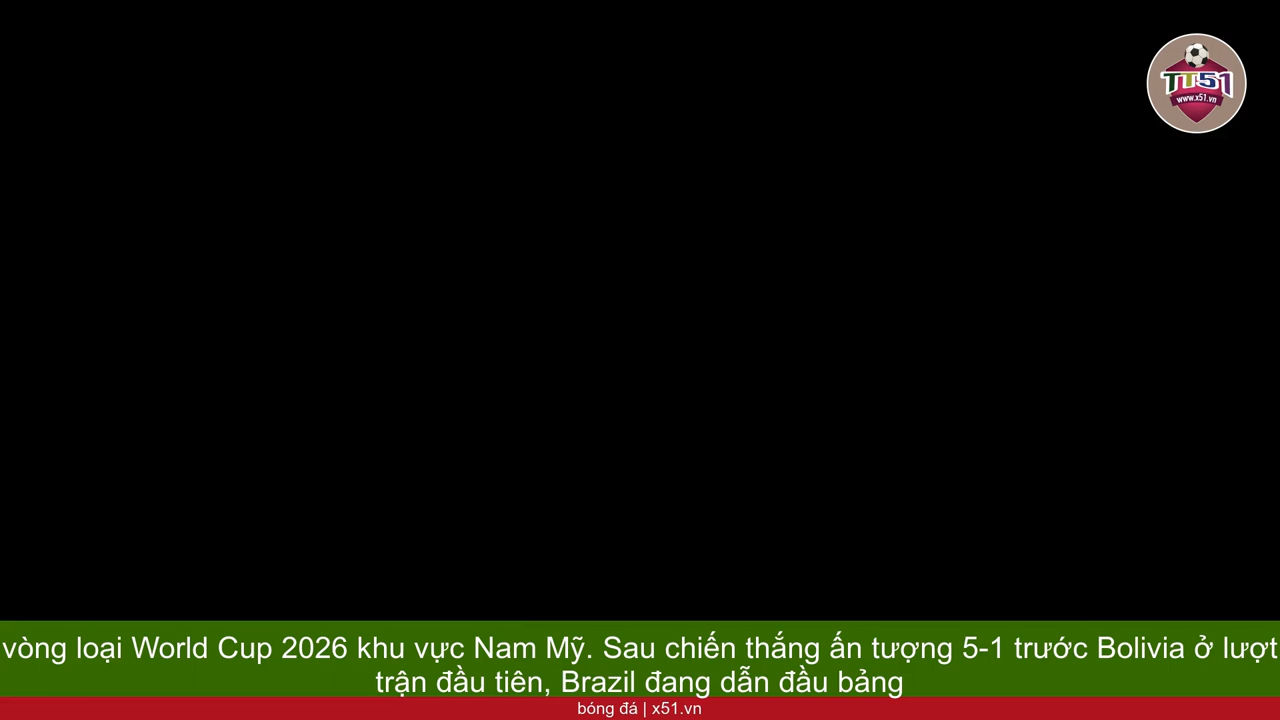 TT51
www.x51.vn
vòng loại World Cup 2026 khu vực Nam Mỹ. Sau chiến thắng ấn tượng 5-1 trước Bolivia ở lượt
trận đầu tiên, Brazil đang dẫn đầu bảng
bóng đá | x51.vn